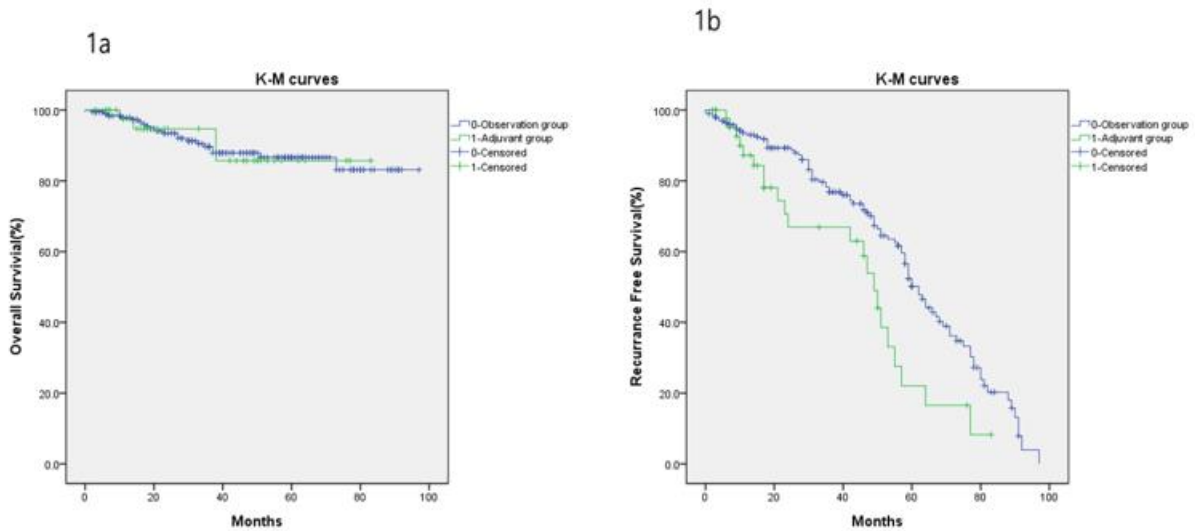 1a
K-M curves
100.0
80.0
60.0
40.0
20.0
0.0
Overall Survivial(%)
0 20 40 60 80 100
Months
0-Observation group
1-Adjuvant group
0-Censored
1-Censored
1b
K-M curves
100.0
80.0
60.0
40.0
20.0
0.0
Recurrance Free Survival(%)
0 20 40 60 80 100
Months
0-Observation group
1-Adjuvant group
0-Censored
1-Censored